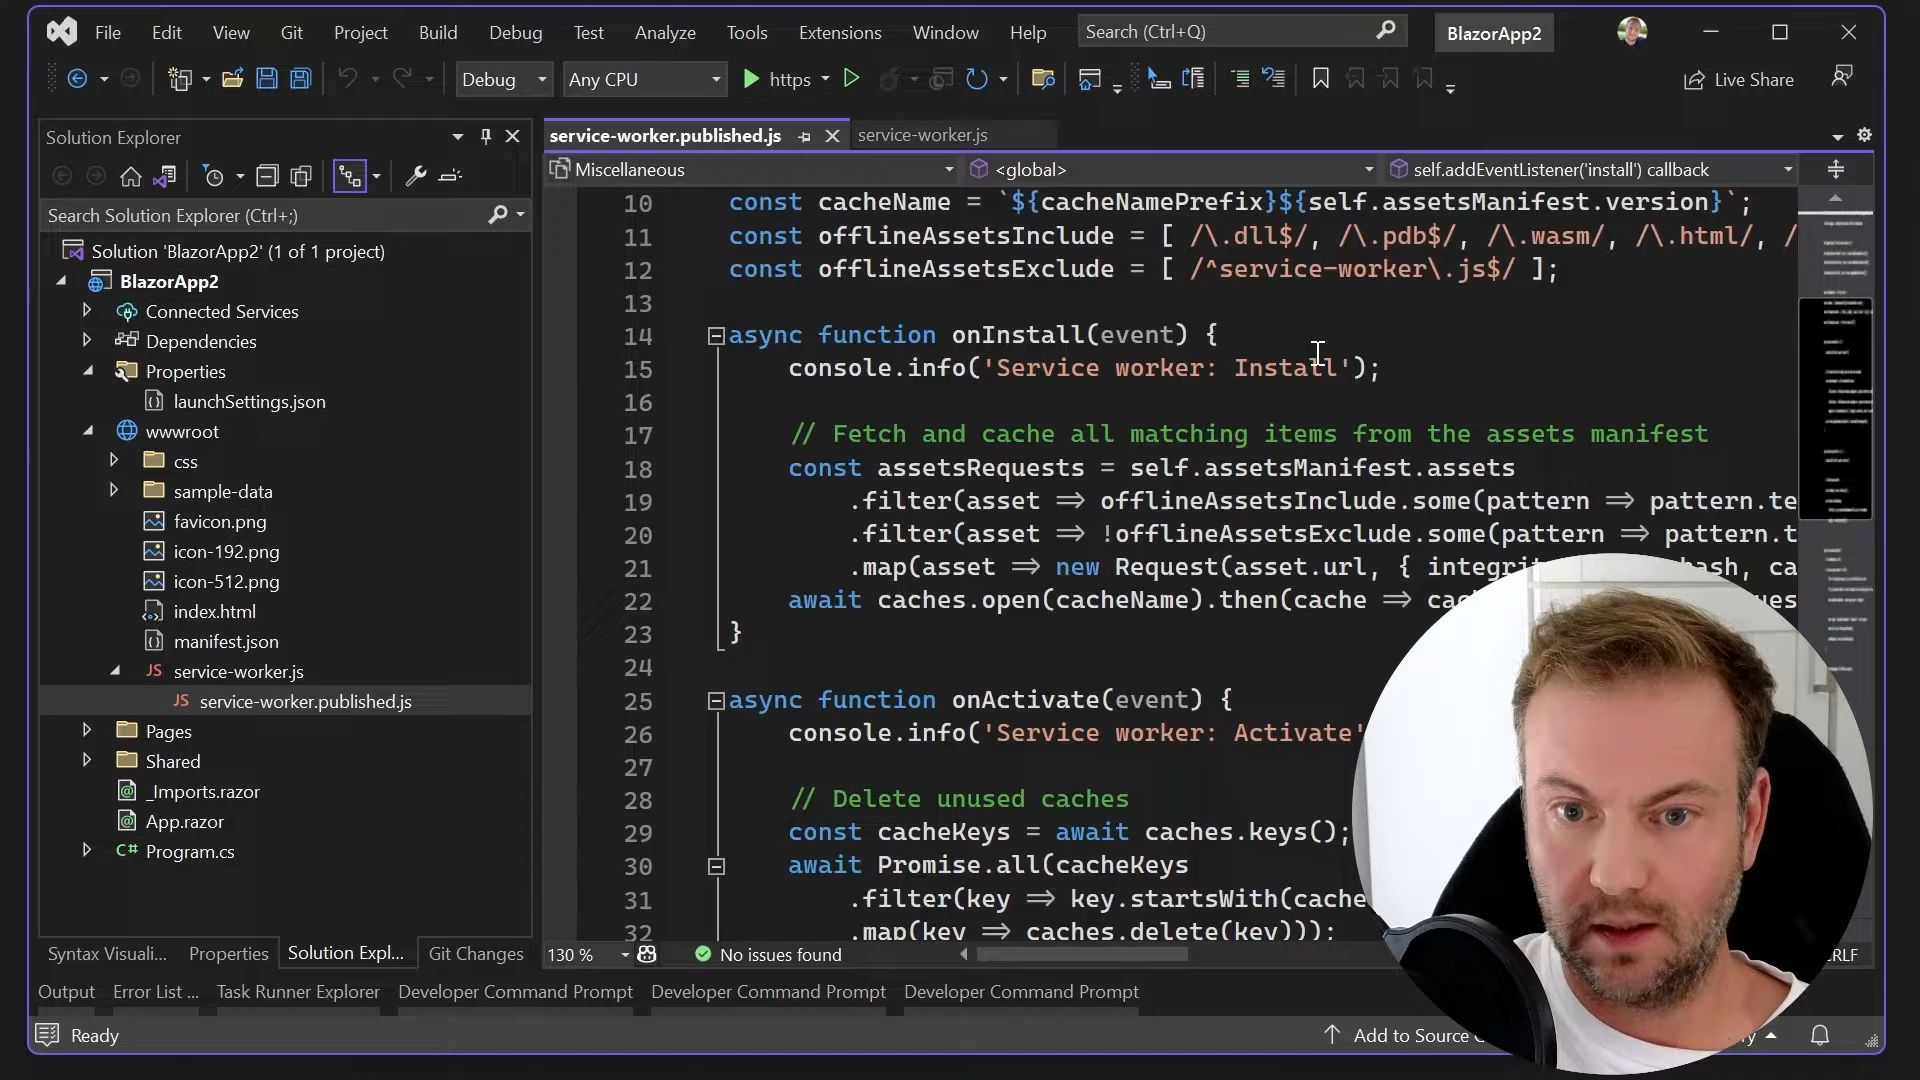 File Edit View Git Project Build Debug Test Analyze Tools Extensions Window Help Search (Ctrl+Q) BlazorApp2
Debug Any CPU https Live Share
Solution Explorer
Search Solution Explorer (Ctrl+;)
Solution 'BlazorApp2' (1 of 1 project)
BlazorApp2
Connected Services
Dependencies
Properties
launchSettings.json
wwwroot
css
sample-data
favicon.png
icon-192.png
icon-512.png
index.html
manifest.json
JS service-worker.js
JS service-worker.published.js
Pages
Shared
_Imports.razor
App.razor
C# Program.cs
Syntax Visuali... Properties Solution Expl... Git Changes
service-worker.published.js service-worker.js
Miscellaneous <global> self.addEventListener('install') callback
10 const cacheName = `${cacheNamePrefix}${self.assetsManifest.version}`;
11 const offlineAssetsInclude = [ /\.dll$/, /\.pdb$/, /\.wasm/, /\.html/, /
12 const offlineAssetsExclude = [ /^service-worker\.js$/ ];
13
14 async function onInstall(event) {
15 console.info('Service worker: Install');
16
17 // Fetch and cache all matching items from the assets manifest
18 const assetsRequests = self.assetsManifest.assets
19 .filter(asset => offlineAssetsInclude.some(pattern => pattern.te
20 .filter(asset => !offlineAssetsExclude.some(pattern => pattern.t
21 .map(asset => new Request(asset.url, { integrit hash, ca
22 await caches.open(cacheName).then(cache => ca ues
23 }
24
25 async function onActivate(event) {
26 console.info('Service worker: Activate'
27
28 // Delete unused caches
29 const cacheKeys = await caches.keys();
30 await Promise.all(cacheKeys
31 .filter(key => key.startsWith(cache
32 .map(key => caches.delete(key)));
130 % No issues found CRLF
Output Error List ... Task Runner Explorer Developer Command Prompt Developer Command Prompt Developer Command Prompt
Ready Add to Source C y